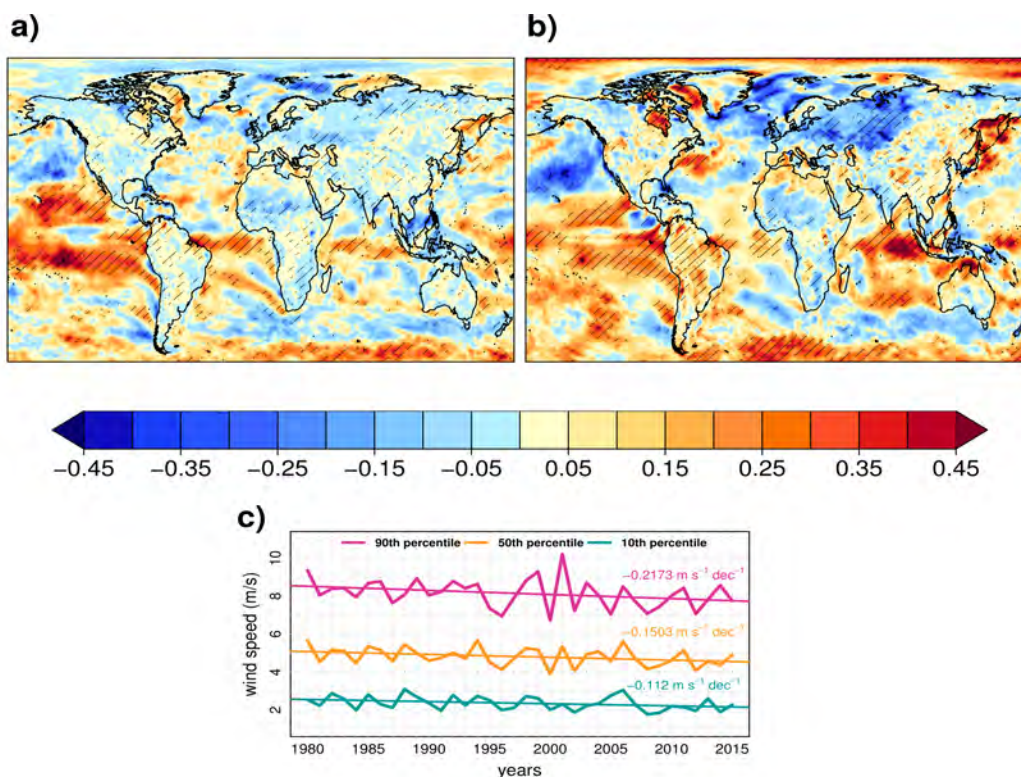 a)
b)
−0.45 −0.35 −0.25 −0.15 −0.05 0.05 0.15 0.25 0.35 0.45
c)
90th percentile 50th percentile 10th percentile
−0.2173 m s⁻¹ dec⁻¹
−0.1503 m s⁻¹ dec⁻¹
−0.112 m s⁻¹ dec⁻¹
wind speed (m/s)
10
8
6
4
2
1980 1985 1990 1995 2000 2005 2010 2015
years